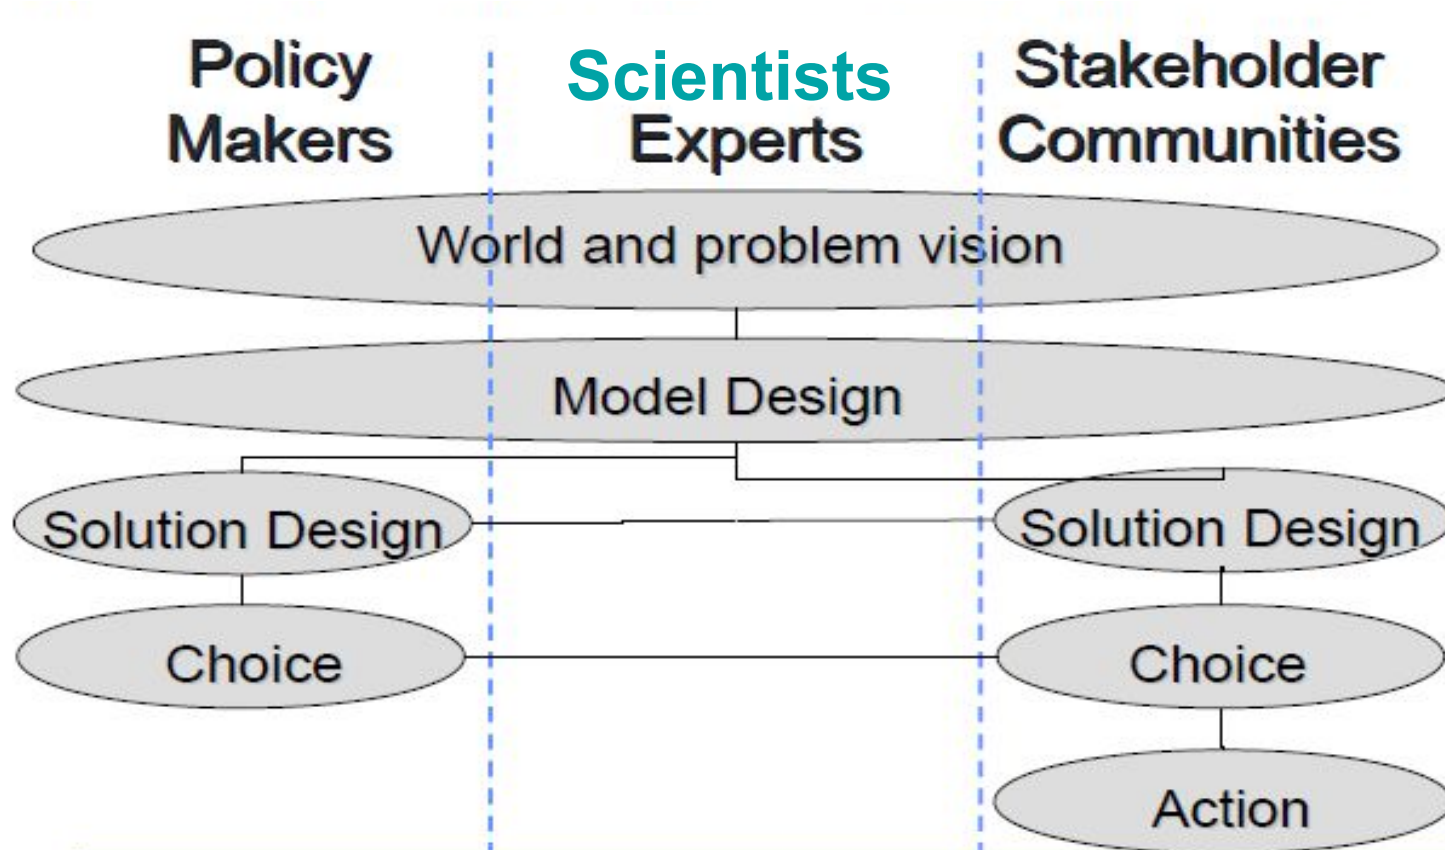 Policy
Makers
Scientists
Experts
Stakeholder
Communities
World and problem vision
Model Design
Solution Design
Solution Design
Choice
Choice
Action